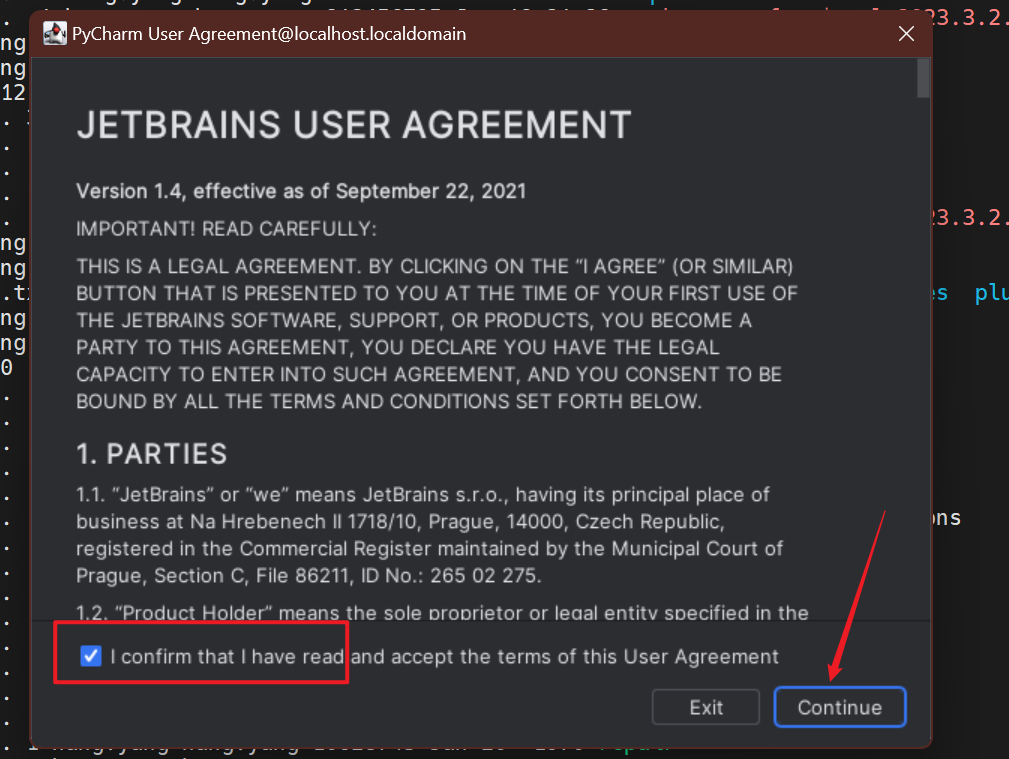 PyCharm User Agreement@localhost.localdomain
JETBRAINS USER AGREEMENT
Version 1.4, effective as of September 22, 2021
IMPORTANT! READ CAREFULLY:
THIS IS A LEGAL AGREEMENT. BY CLICKING ON THE “I AGREE” (OR SIMILAR)
BUTTON THAT IS PRESENTED TO YOU AT THE TIME OF YOUR FIRST USE OF
THE JETBRAINS SOFTWARE, SUPPORT, OR PRODUCTS, YOU BECOME A
PARTY TO THIS AGREEMENT, YOU DECLARE YOU HAVE THE LEGAL
CAPACITY TO ENTER INTO SUCH AGREEMENT, AND YOU CONSENT TO BE
BOUND BY ALL THE TERMS AND CONDITIONS SET FORTH BELOW.
1. PARTIES
1.1. “JetBrains” or “we” means JetBrains s.r.o., having its principal place of
business at Na Hrebenech II 1718/10, Prague, 14000, Czech Republic,
registered in the Commercial Register maintained by the Municipal Court of
Prague, Section C, File 86211, ID No.: 265 02 275.
1.2. “Product Holder” means the sole proprietor or legal entity specified in the
I confirm that I have read and accept the terms of this User Agreement
Exit
Continue